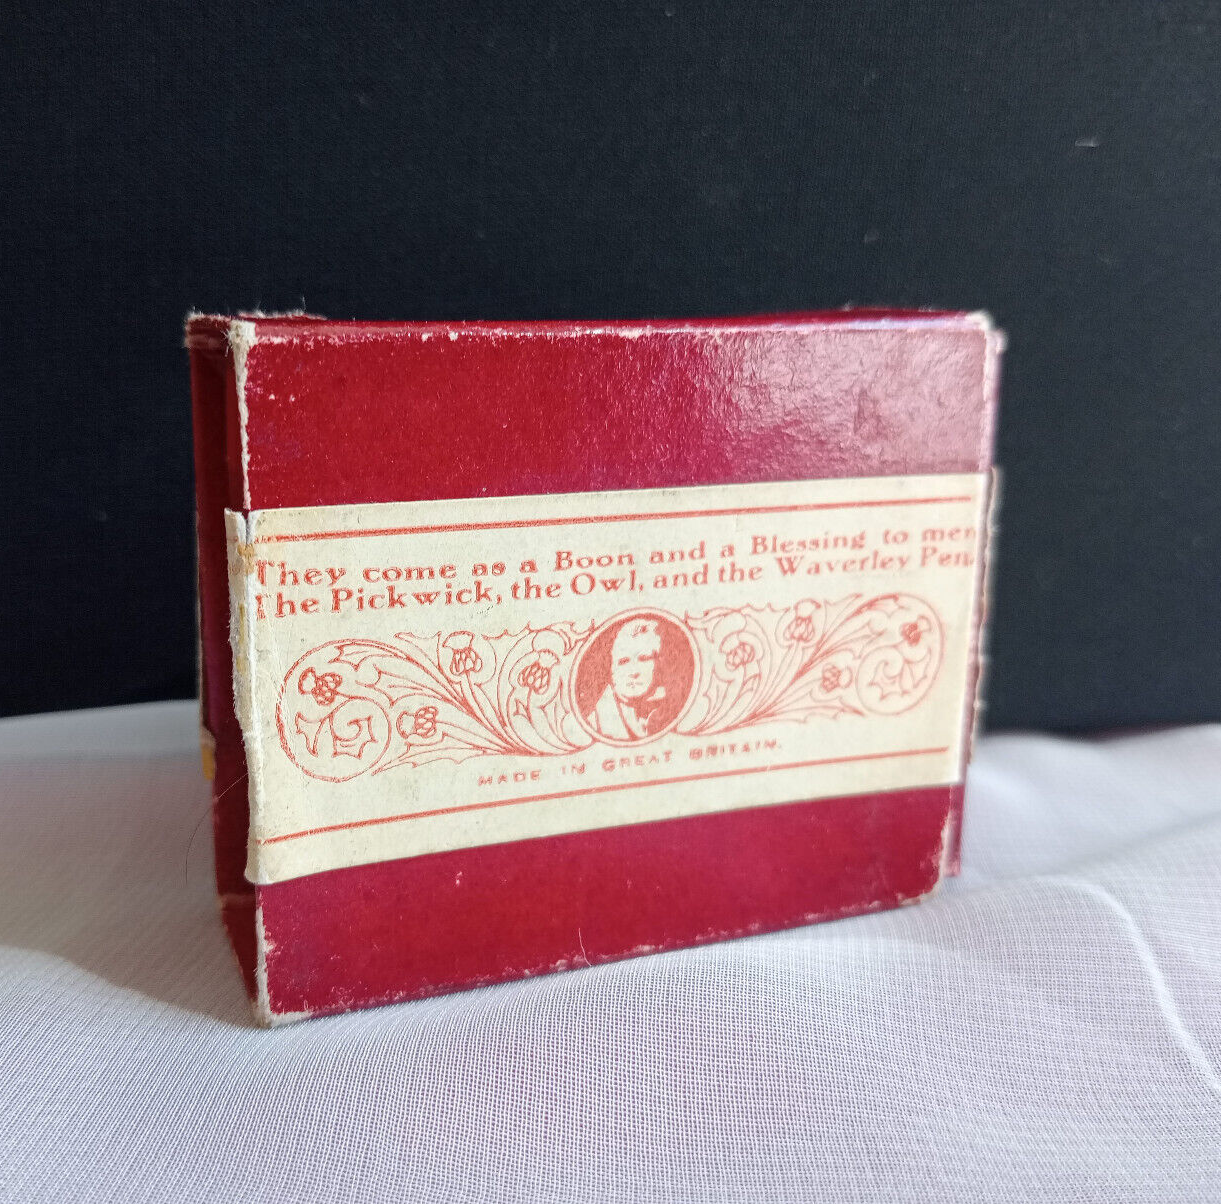 They come as a Boon and a Blessing to men
The Pickwick, the Owl, and the Waverley Pen.
MADE IN GREAT BRITAIN.